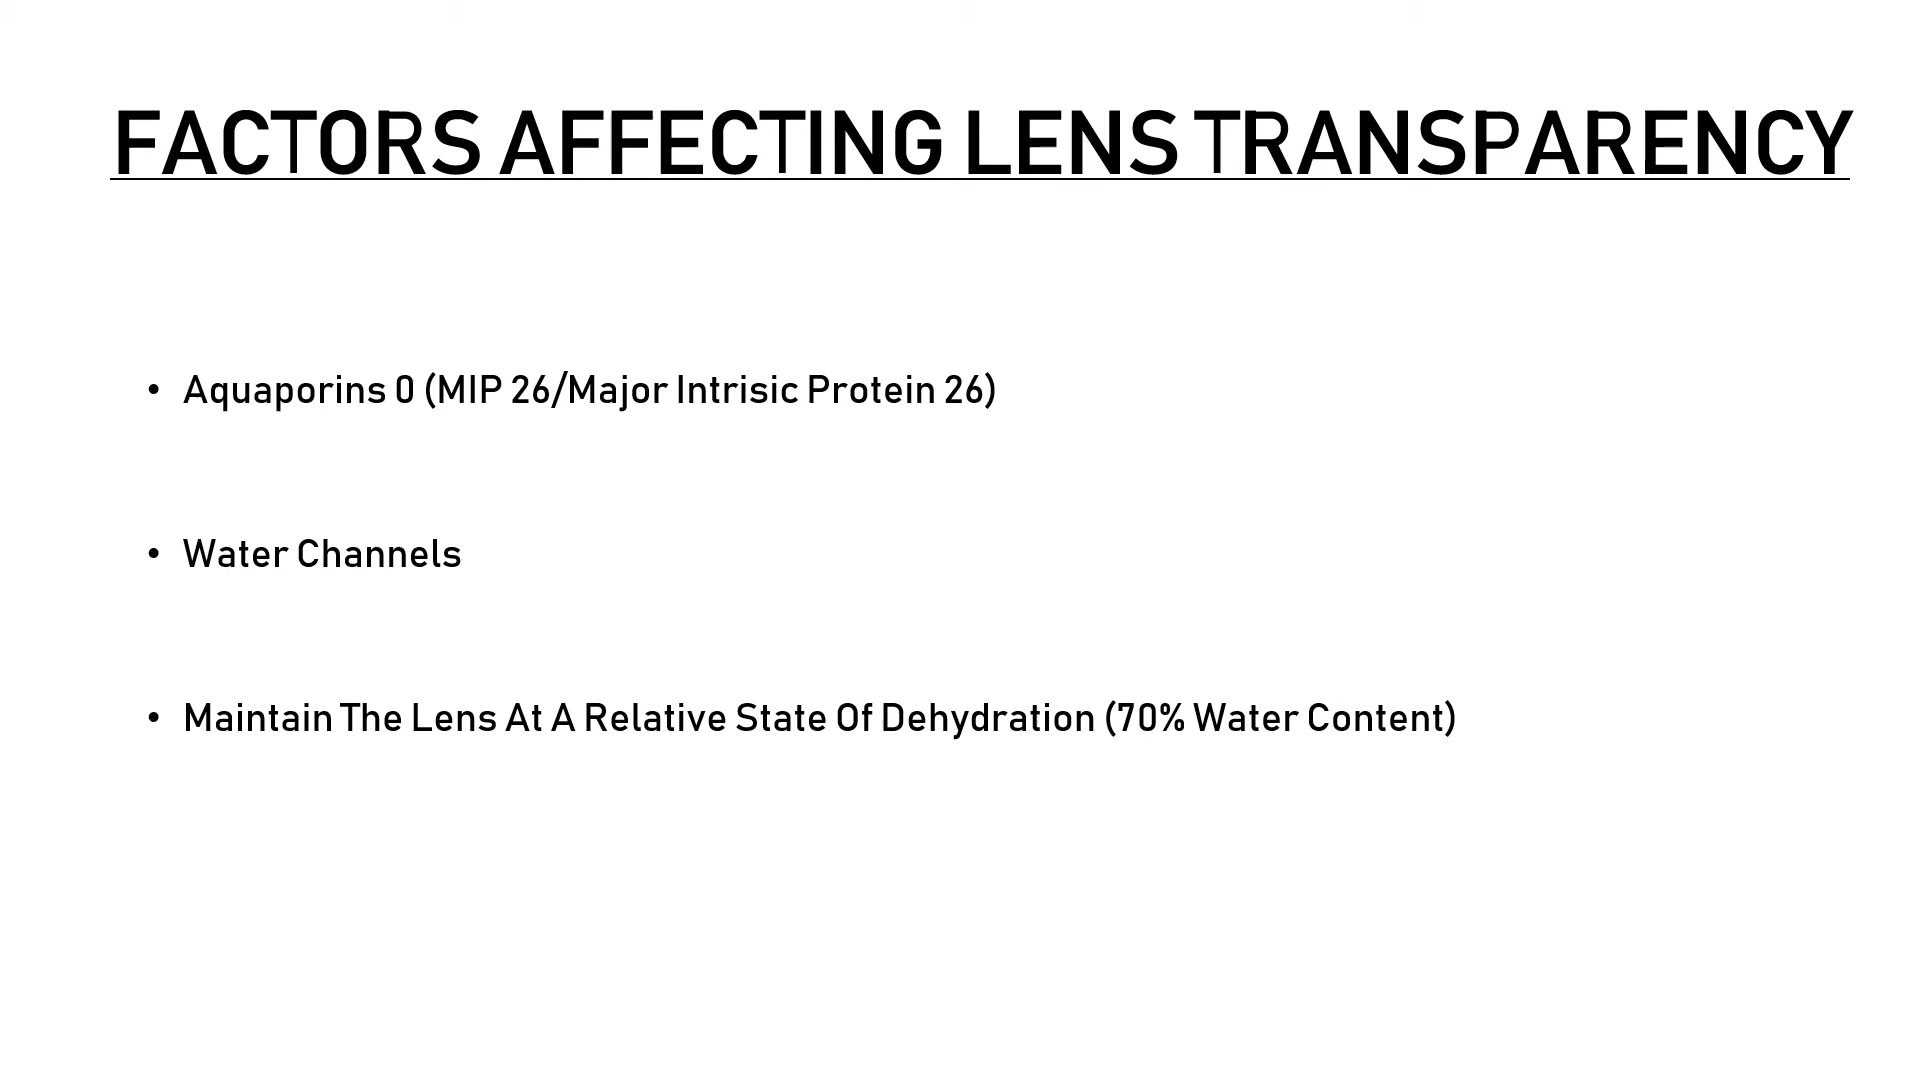 FACTORS AFFECTING LENS TRANSPARENCY
• Aquaporins 0 (MIP 26/Major Intrisic Protein 26)
• Water Channels
• Maintain The Lens At A Relative State Of Dehydration (70% Water Content)